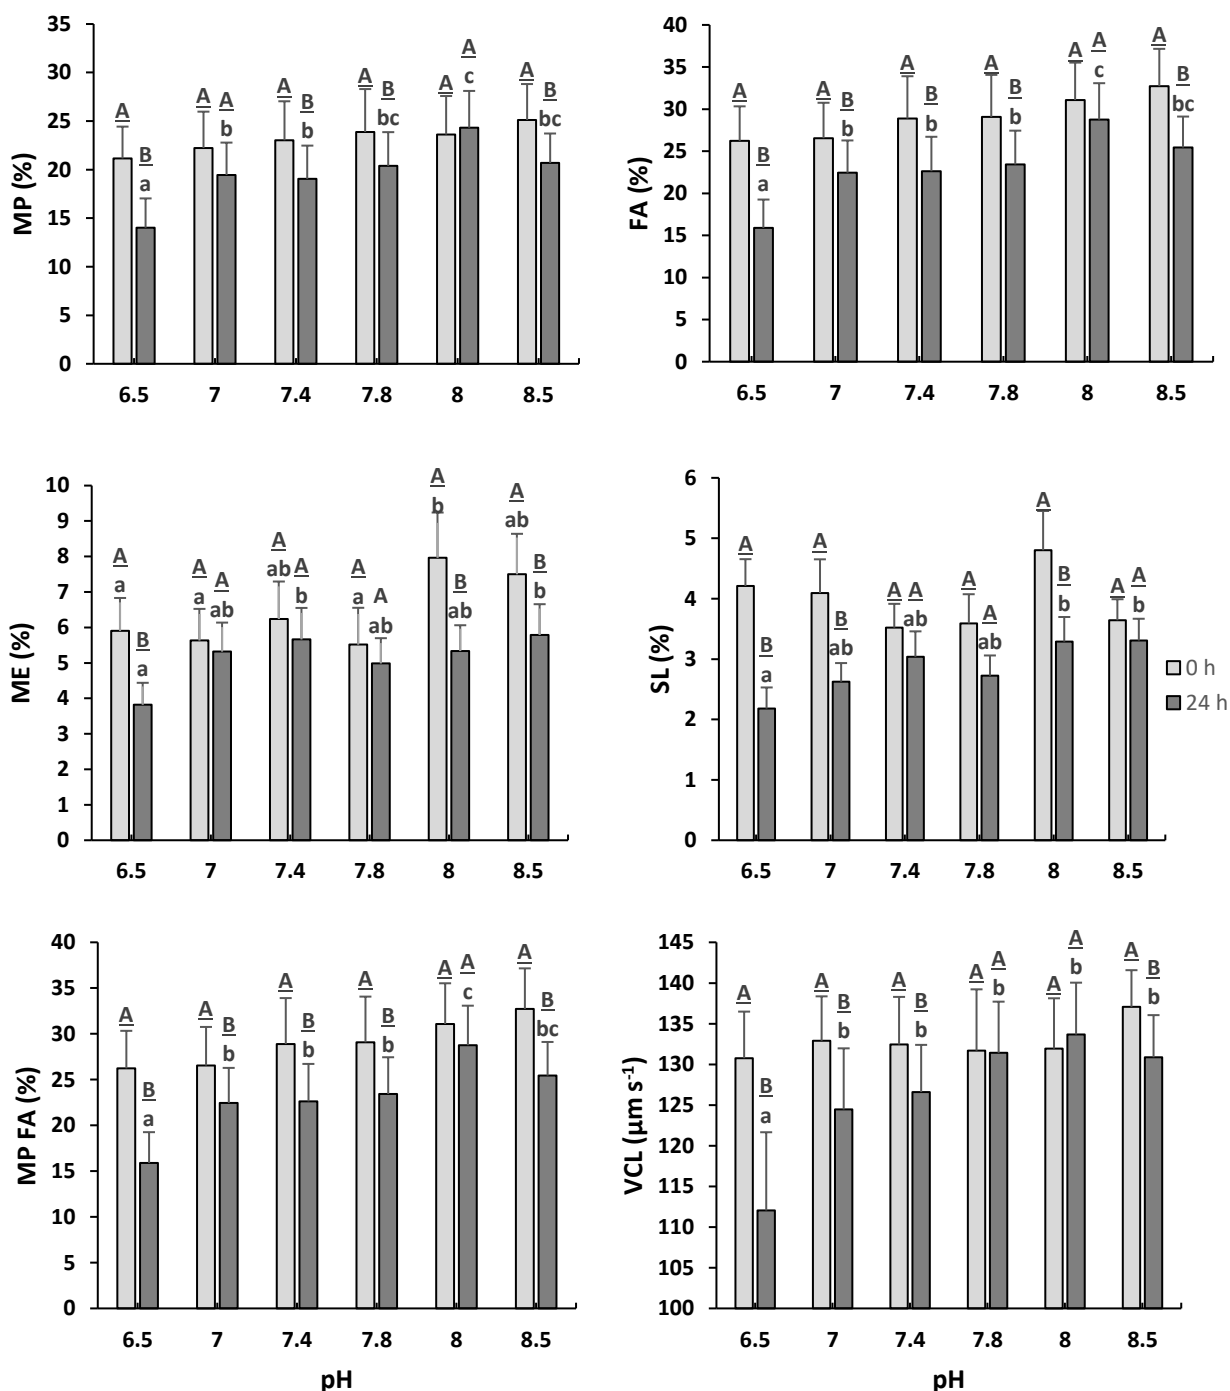 35
30
25
20
15
10
5
0
MP (%)
A
B
a
A
A
b
A
B
b
A
B
bc
A
A
c
A
B
bc
6.5 7 7.4 7.8 8 8.5
40
35
30
25
20
15
10
5
0
FA (%)
A
B
a
A
B
b
A
B
b
A
B
b
A
A
c
A
B
bc
6.5 7 7.4 7.8 8 8.5
10
9
8
7
6
5
4
3
2
1
0
ME (%)
A
a
B
a
A
a
A
ab
A
ab
A
b
A
a
A
ab
A
b
B
ab
A
ab
B
b
6.5 7 7.4 7.8 8 8.5
6
5
4
3
2
1
0
SL (%)
A
B
a
A
B
ab
A
A
ab
A
A
ab
A
B
b
A
A
b
6.5 7 7.4 7.8 8 8.5
0 h
24 h
40
35
30
25
20
15
10
5
0
MP FA (%)
A
B
a
A
B
b
A
B
b
A
B
b
A
A
c
A
B
bc
6.5 7 7.4 7.8 8 8.5
pH
145
140
135
130
125
120
115
110
105
100
VCL (µm s⁻¹)
A
B
a
A
B
b
A
B
b
A
A
b
A
A
b
A
B
b
6.5 7 7.4 7.8 8 8.5
pH